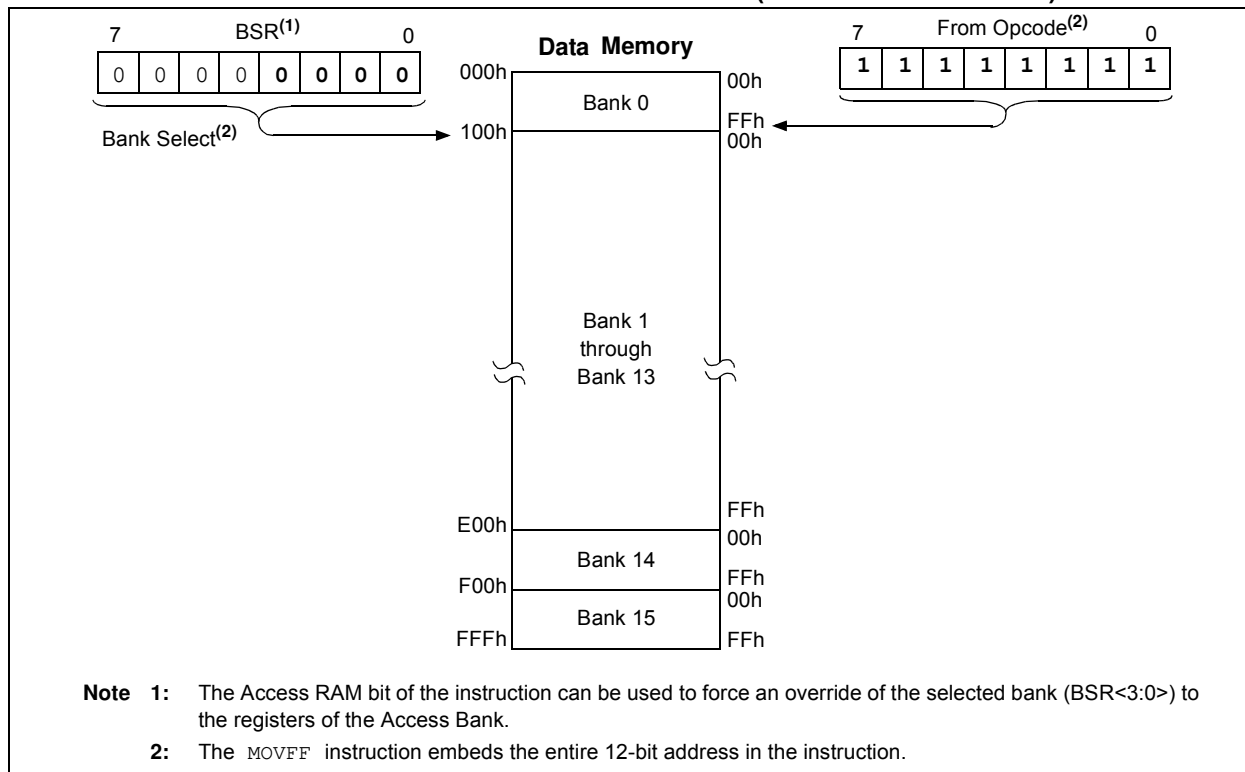 7 BSR(1) 0
0 0 0 0 0 0 0 0
Bank Select(2)
Data Memory
7 From Opcode(2) 0
1 1 1 1 1 1 1 1
000h
00h
Bank 0
FFh
100h
00h
Bank 1
through
Bank 13
FFh
E00h
00h
Bank 14
FFh
F00h
00h
Bank 15
FFFh
FFh
Note 1: The Access RAM bit of the instruction can be used to force an override of the selected bank (BSR<3:0>) to
the registers of the Access Bank.
2: The MOVFF instruction embeds the entire 12-bit address in the instruction.